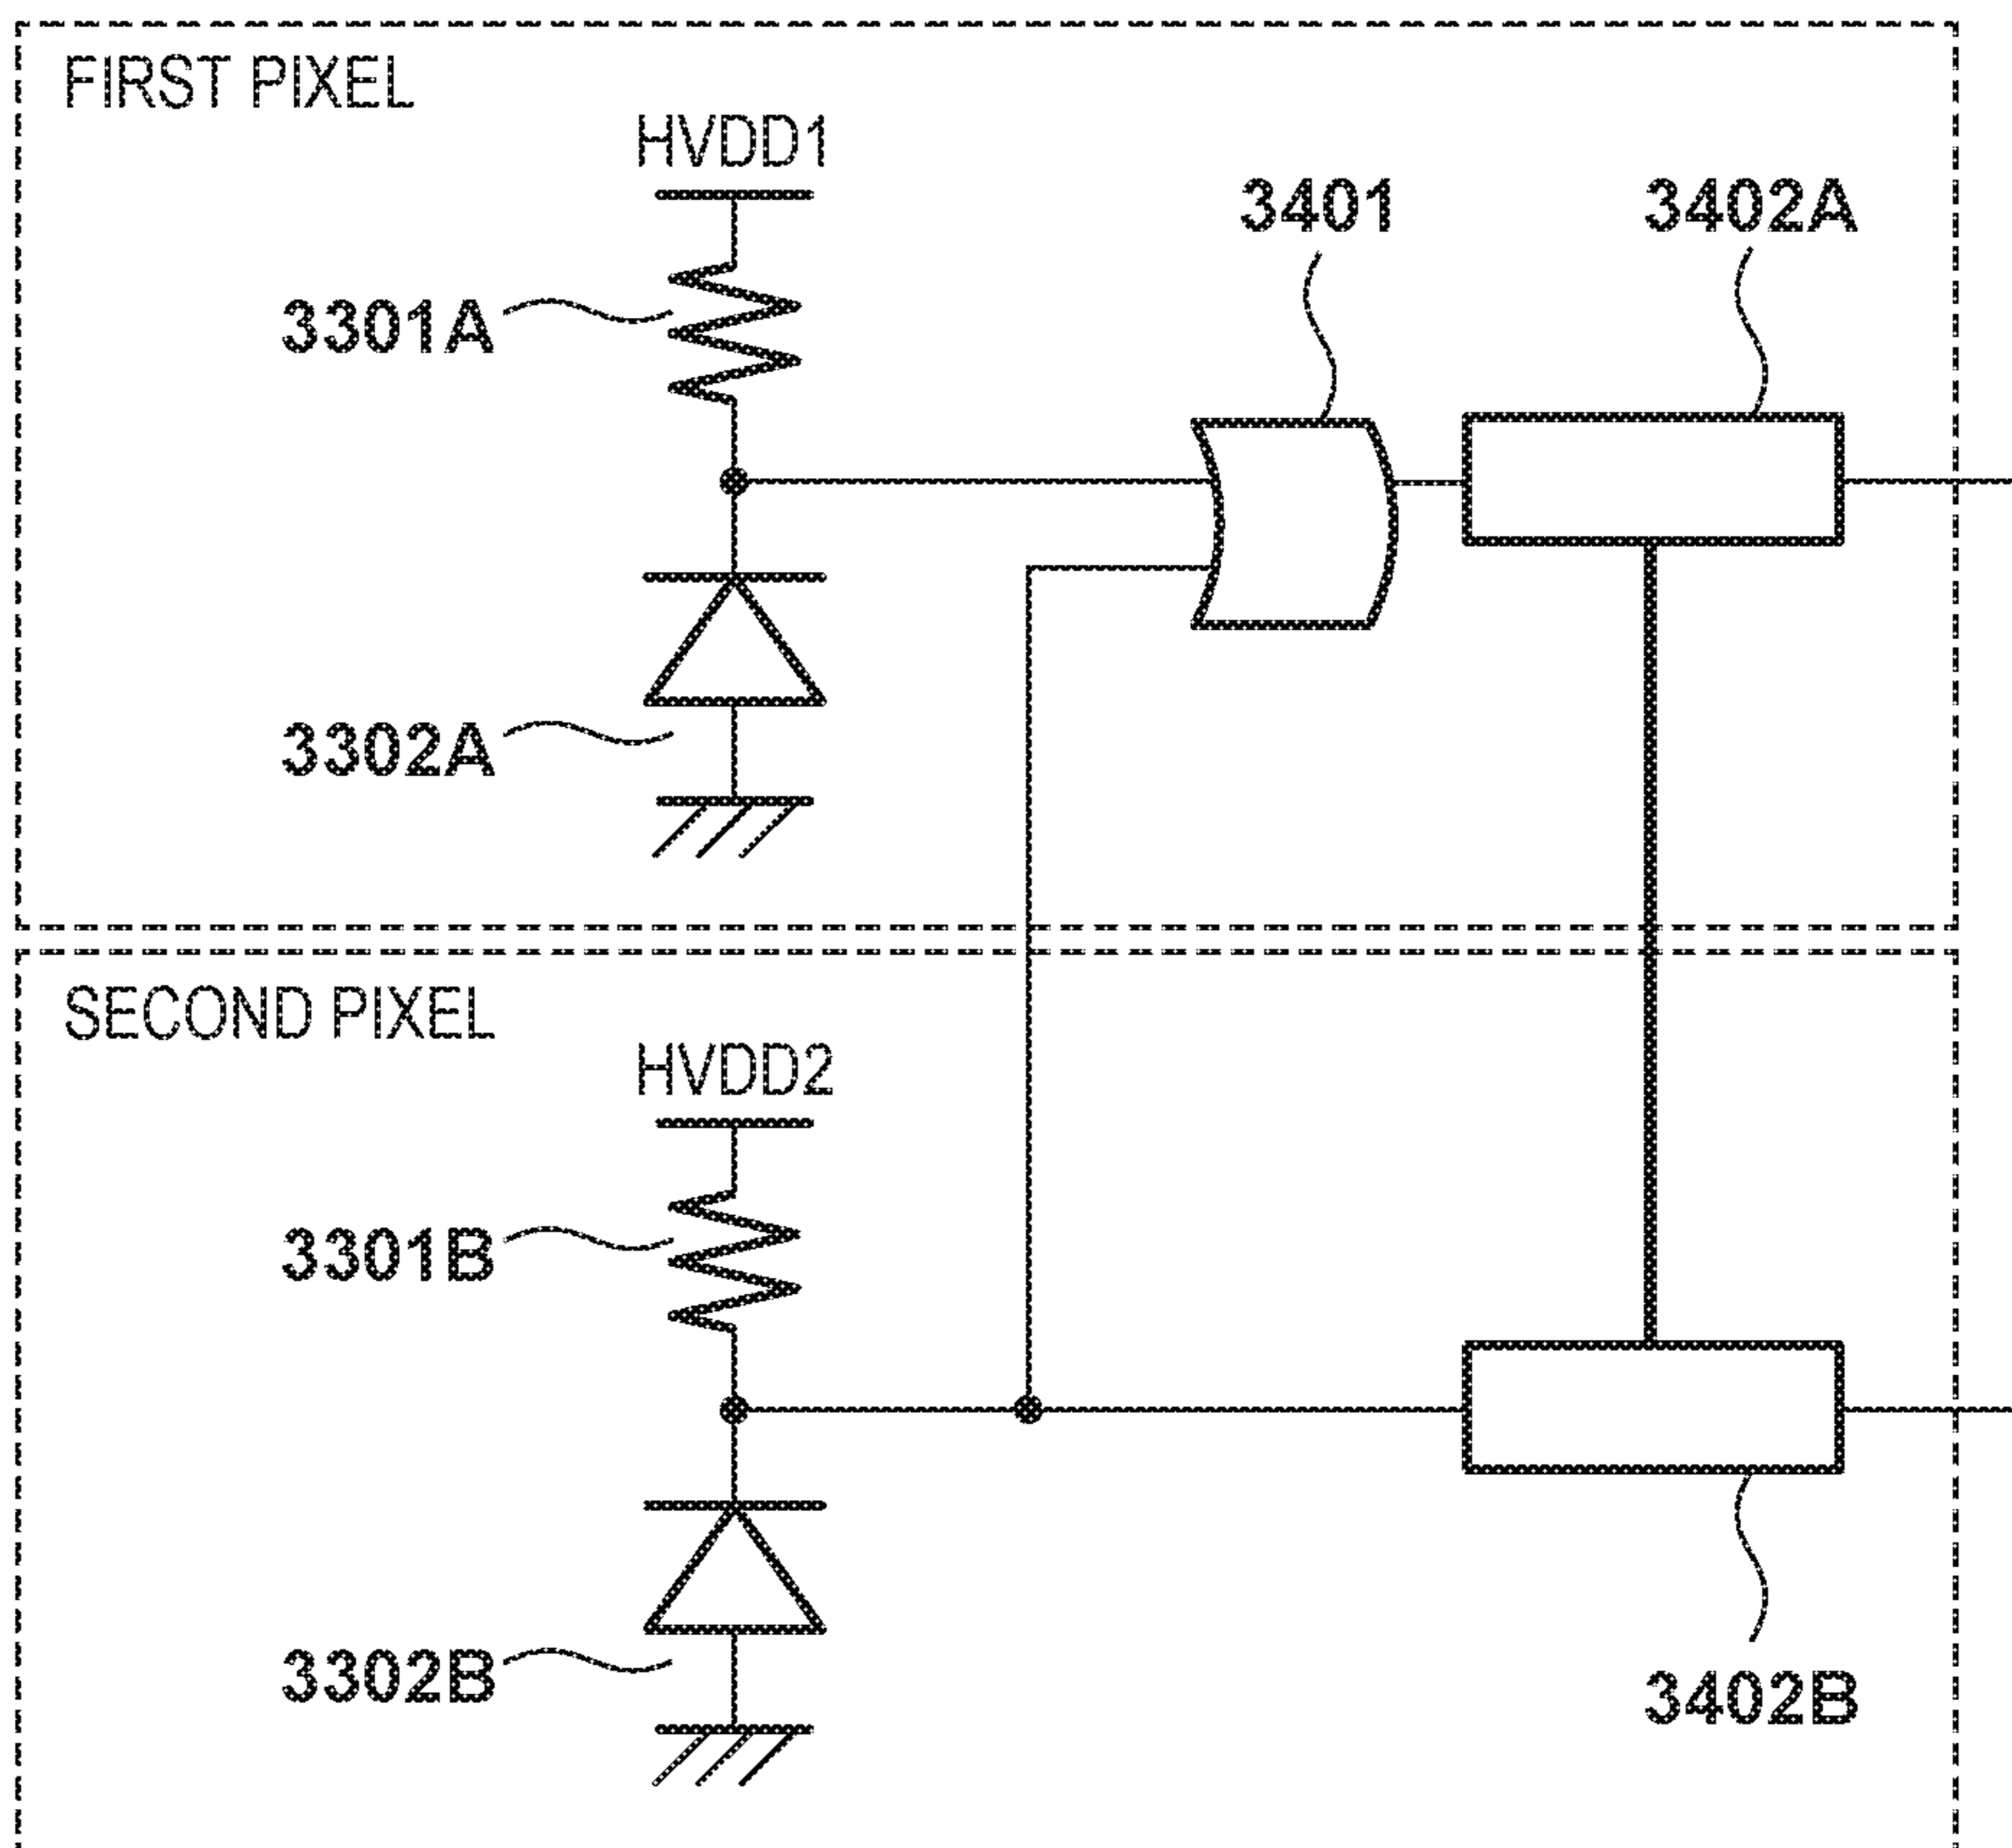 FIRST PIXEL
HVDD1
3401
3402A
3301A
3302A
SECOND PIXEL
HVDD2
3301B
3302B
3402B